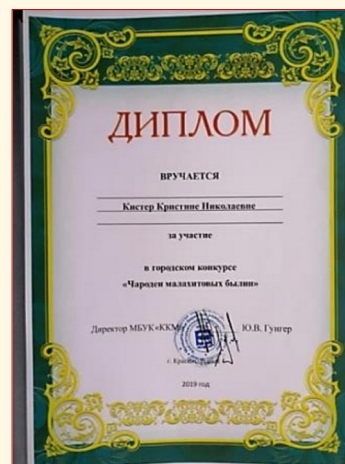 ДИПЛОМ
ВРУЧАЕТСЯ
Кистер Кристине Николаевне
за участие
в городском конкурсе
«Чародеи малахитовых былин»
Директор МБУК «ККМ» Ю.В. Гунгер
г.
2019 год